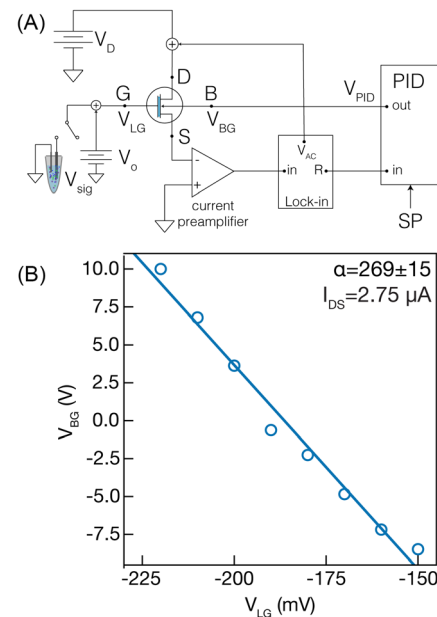 (A)
V_D
D
G
B
V_LG
V_BG
S
V_PID
PID
out
in
V_AC
in
R
Lock-in
SP
V_sig
V_o
current
preamplifier
(B)
α=269±15
I_DS=2.75 µA
10.0
7.5
5.0
2.5
0.0
-2.5
-5.0
-7.5
V_BG (V)
-225
-200
-175
-150
V_LG (mV)